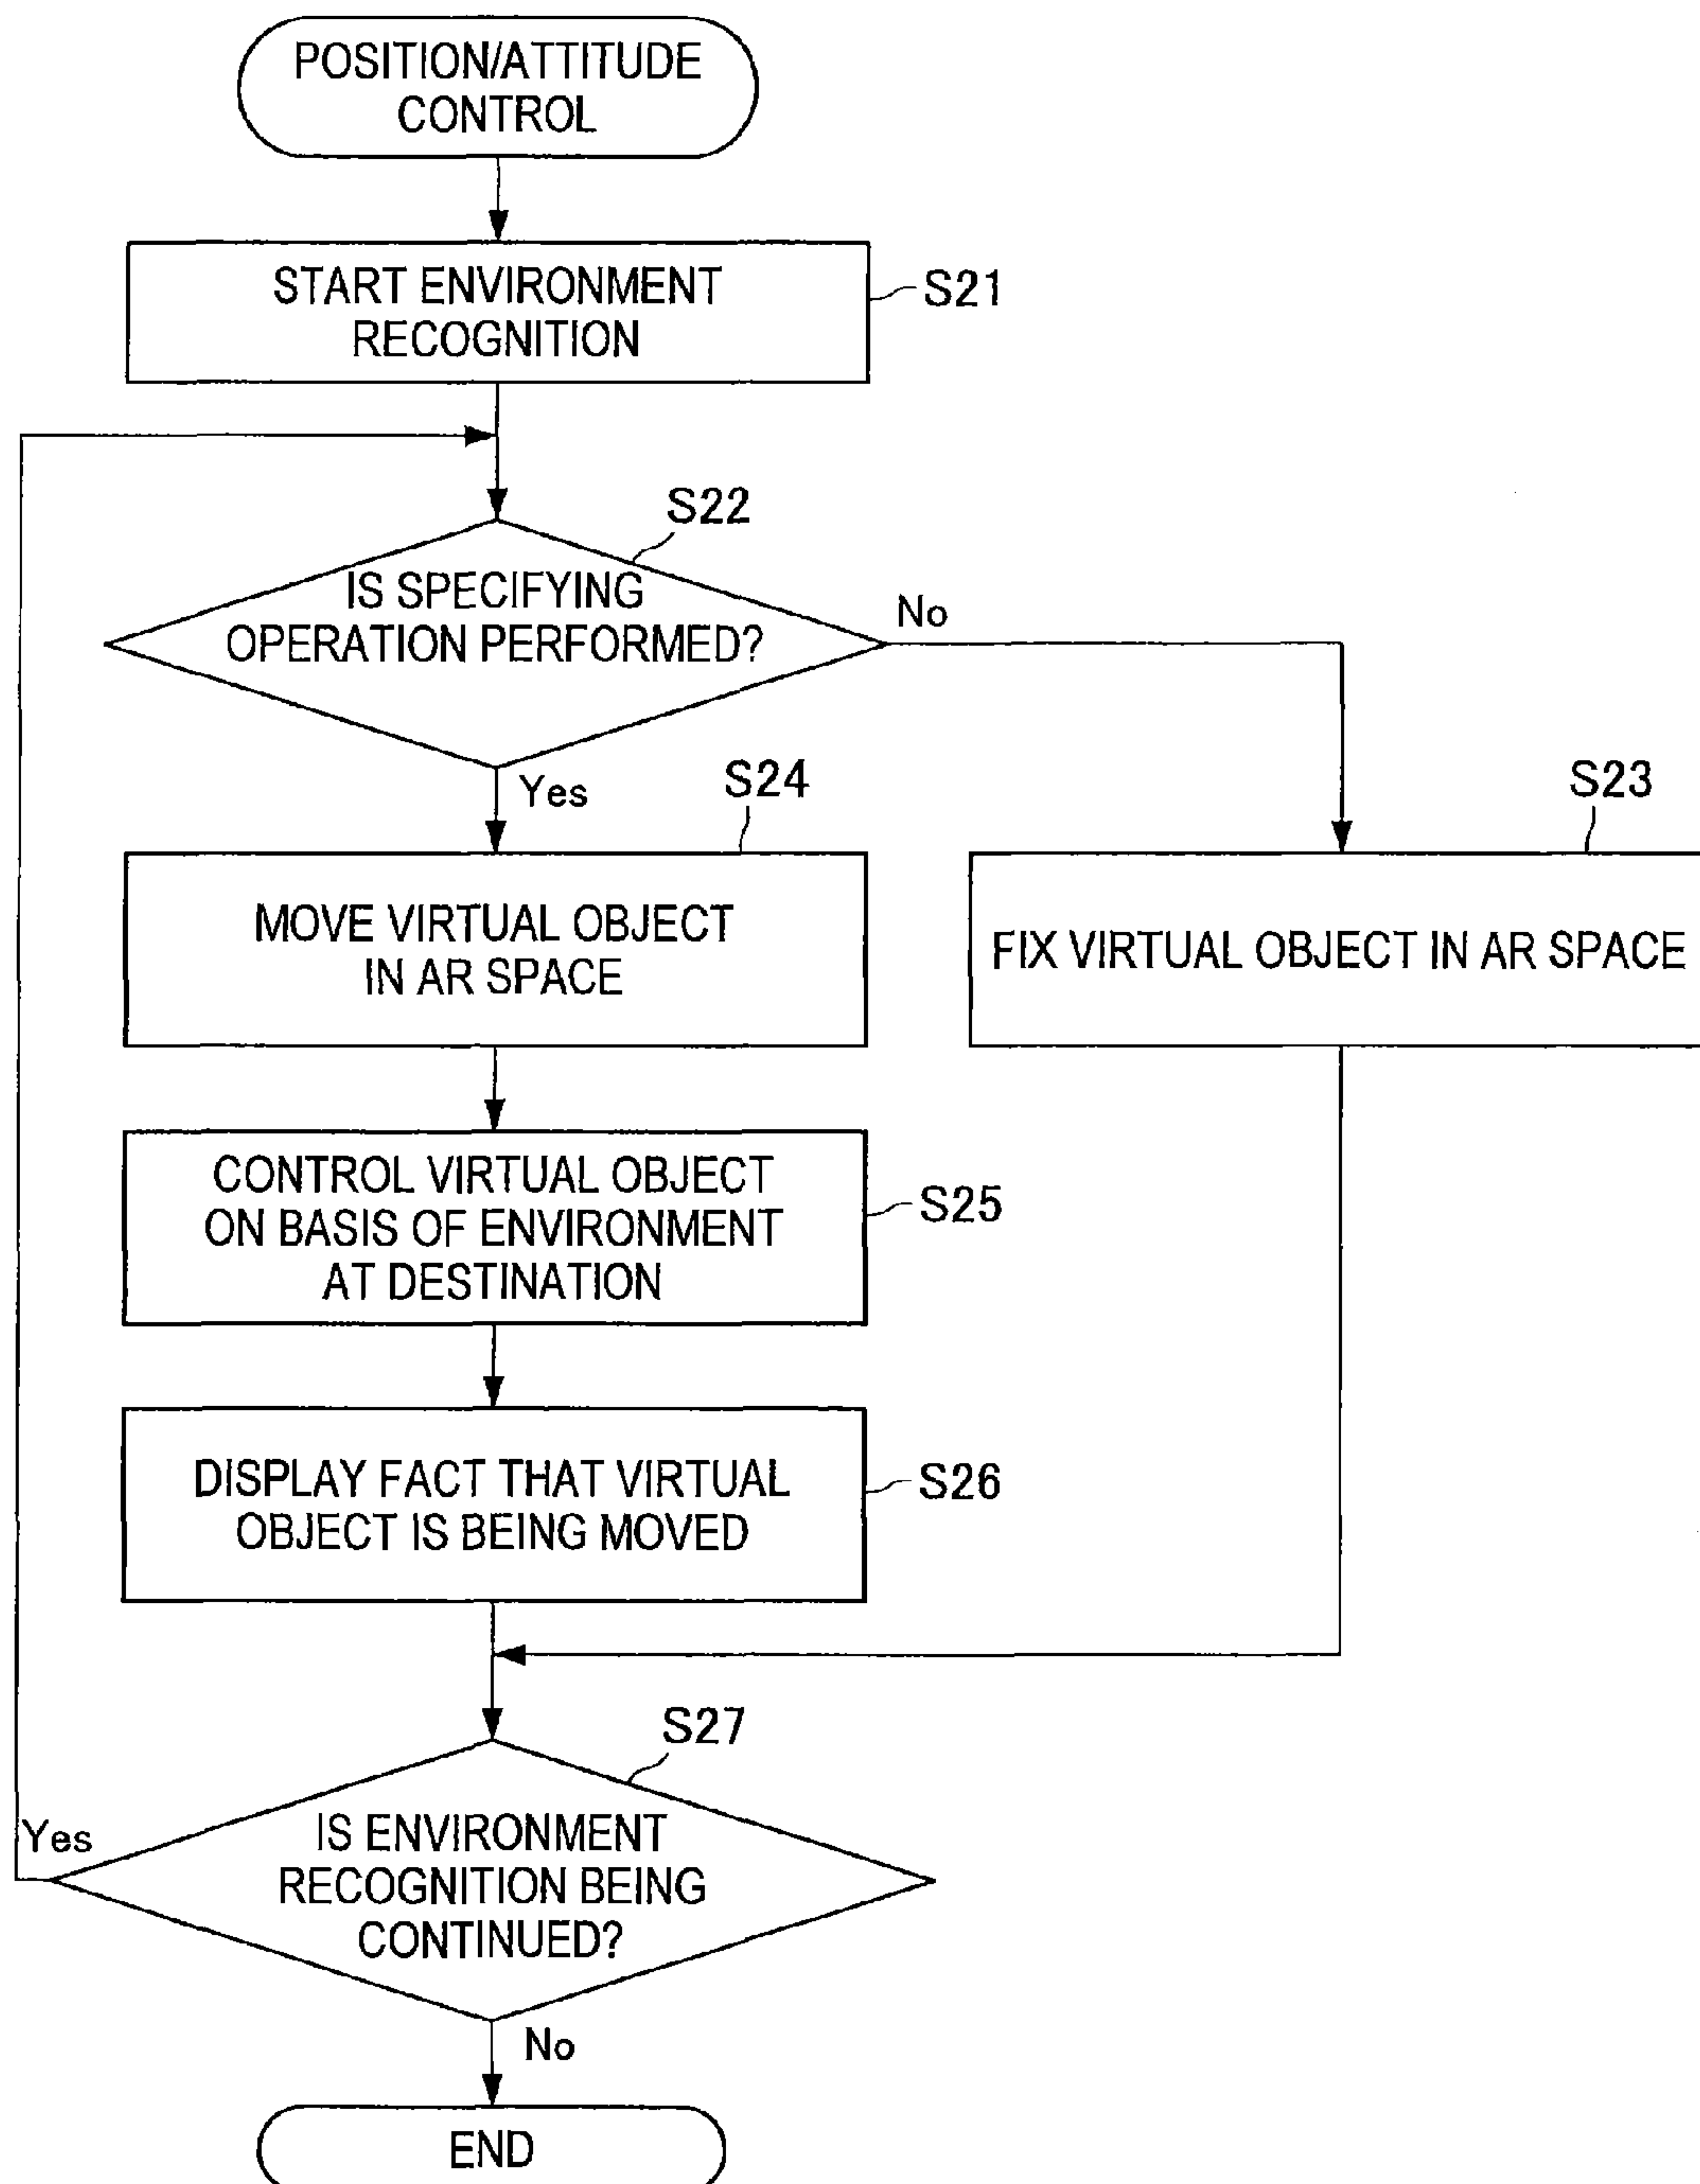 POSITION/ATTITUDE
CONTROL
START ENVIRONMENT
RECOGNITION
S21
S22
IS SPECIFYING
OPERATION PERFORMED?
No
Yes
S24
S23
MOVE VIRTUAL OBJECT
IN AR SPACE
FIX VIRTUAL OBJECT IN AR SPACE
CONTROL VIRTUAL OBJECT
ON BASIS OF ENVIRONMENT
AT DESTINATION
S25
DISPLAY FACT THAT VIRTUAL
OBJECT IS BEING MOVED
S26
S27
Yes
IS ENVIRONMENT
RECOGNITION BEING
CONTINUED?
No
END